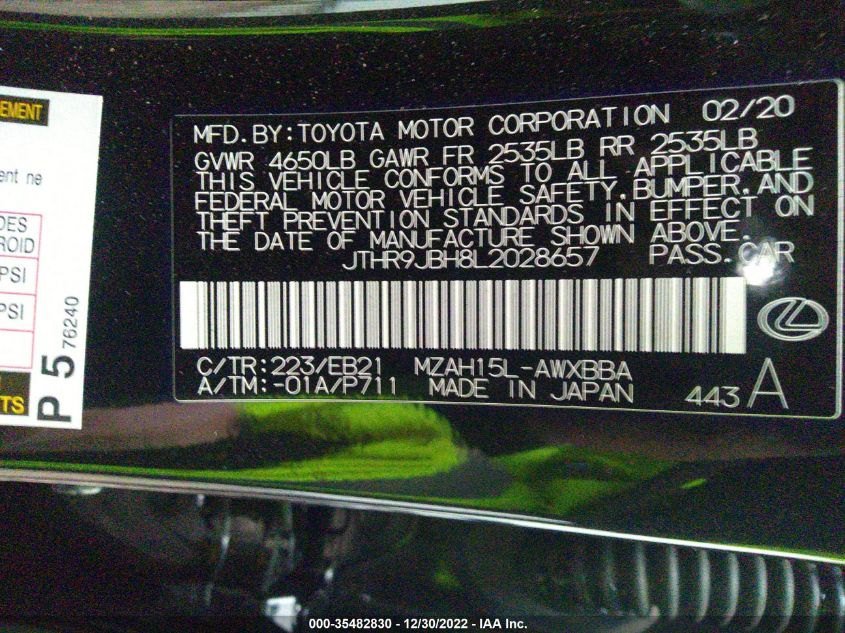 EMENT
ent ne
DES
ROID
PSI
PSI
TS
P 5 76240
MFD.BY:TOYOTA MOTOR CORPORATION 02/20
GVWR 4650LB GAWR FR 2535LB RR 2535LB
THIS VEHICLE CONFORMS TO ALL APPLICABLE
FEDERAL MOTOR VEHICLE SAFETY,BUMPER,AND
THEFT PREVENTION STANDARDS IN EFFECT ON
THE DATE OF MANUFACTURE SHOWN ABOVE.
JTHR9JBH8L2028657 PASS.CAR
C/TR:223/EB21 MZAH15L-AWXBBA
A/TM:-01A/P711 MADE IN JAPAN 443 A
000-35482830 - 12/30/2022 - IAA Inc.